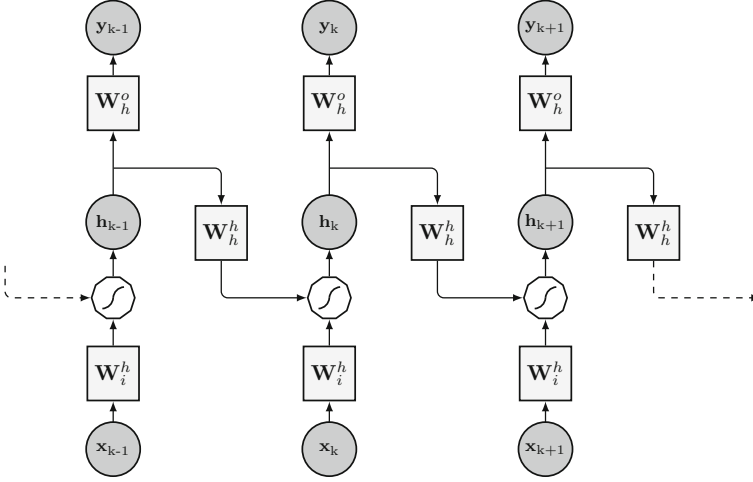 y_{k-1} y_k y_{k+1}
W_h^o W_h^o W_h^o
h_{k-1} W_h^h h_k W_h^h h_{k+1} W_h^h
W_i^h W_i^h W_i^h
x_{k-1} x_k x_{k+1}